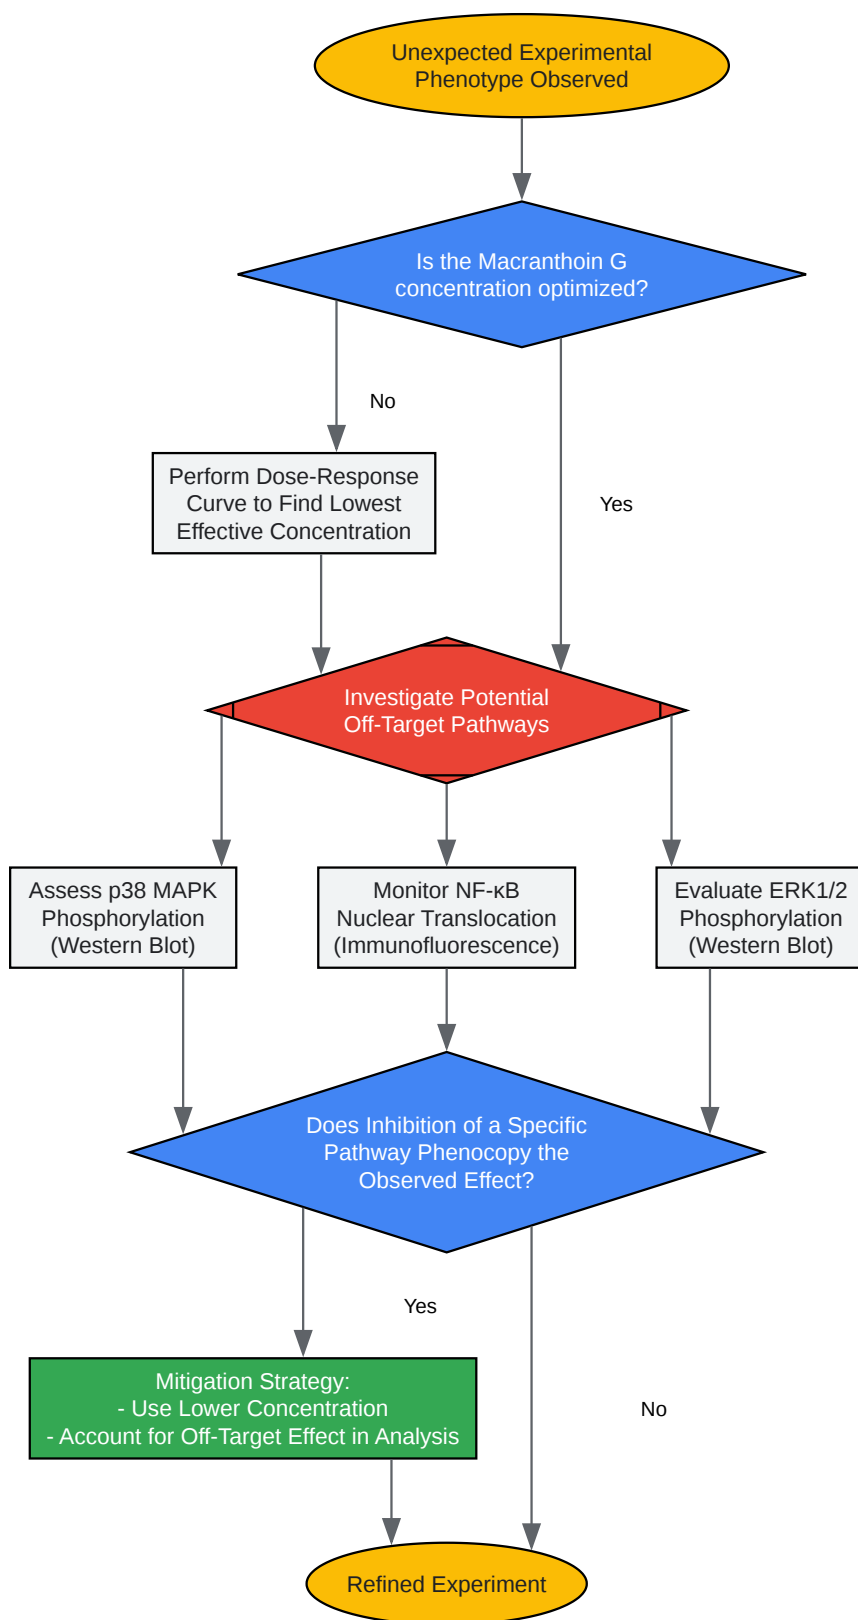 Unexpected Experimental
Phenotype Observed
Is the Macranthoin G
concentration optimized?
No
Perform Dose-Response
Curve to Find Lowest
Effective Concentration
Yes
Investigate Potential
Off-Target Pathways
Assess p38 MAPK
Phosphorylation
(Western Blot)
Monitor NF-κB
Nuclear Translocation
(Immunofluorescence)
Evaluate ERK1/2
Phosphorylation
(Western Blot)
Does Inhibition of a Specific
Pathway Phenocopy the
Observed Effect?
Yes
Mitigation Strategy:
- Use Lower Concentration
- Account for Off-Target Effect in Analysis
No
Refined Experiment